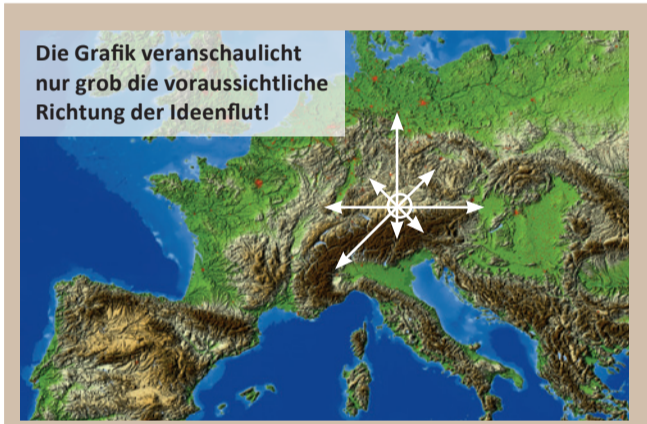 Die Grafik veranschaulicht
nur grob die voraussichtliche
Richtung der Ideenflut!